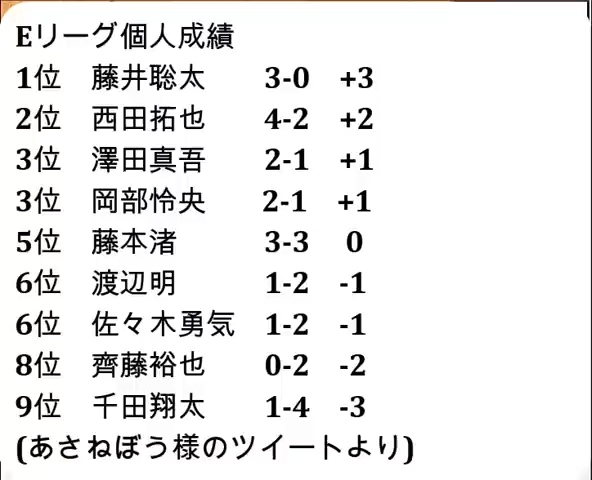 Eリーグ個人成績
1位 藤井聡太 3-0 +3
2位 西田拓也 4-2 +2
3位 澤田真吾 2-1 +1
3位 岡部怜央 2-1 +1
5位 藤本渚 3-3 0
6位 渡辺明 1-2 -1
6位 佐々木勇気 1-2 -1
8位 齊藤裕也 0-2 -2
9位 千田翔太 1-4 -3
(あさねぼう様のツイートより)